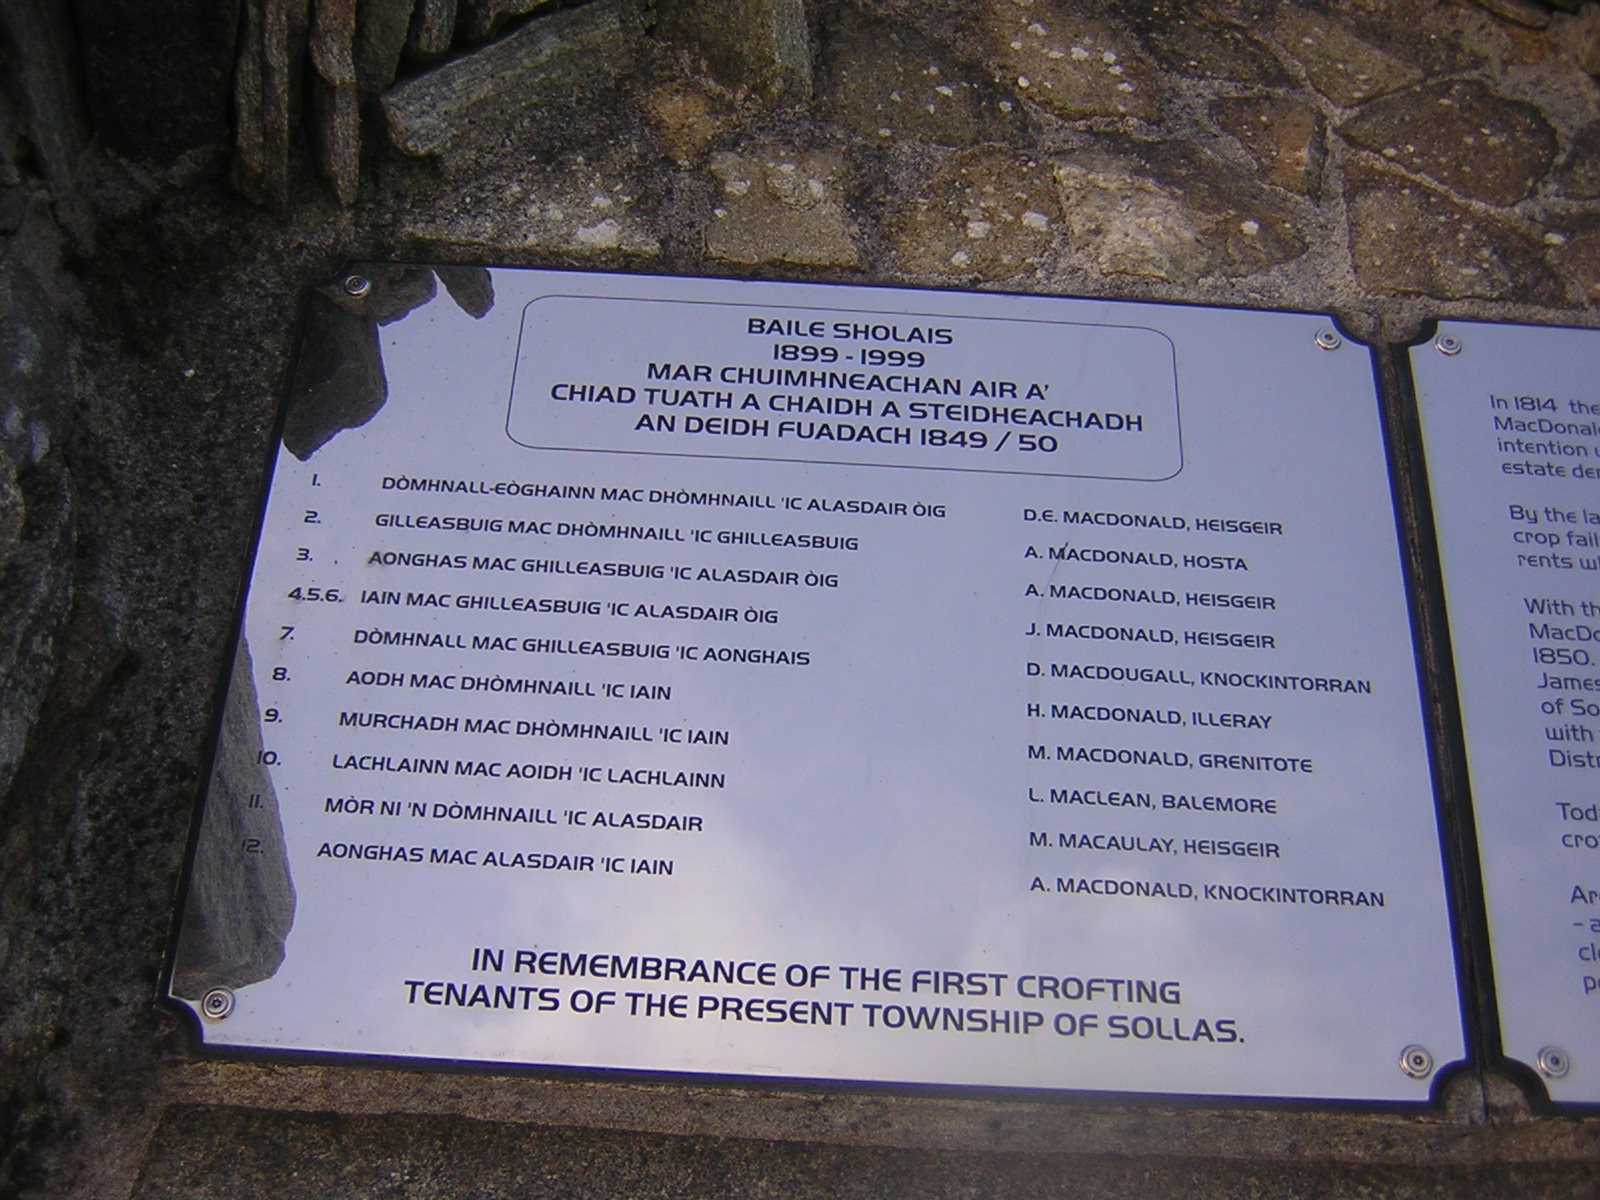 BAILE SHOLAIS
1899 - 1999
MAR CHUIMHNEACHAN AIR A'
CHIAD TUATH A CHAIDH A STEIDHEACHADH
AN DEIDH FUADACH 1849 / 50
1. DÒMHNALL-EÒGHAINN MAC DHÒMHNAILL 'IC ALASDAIR ÒIG D.E. MACDONALD, HEISGEIR
2. GILLEASBUIG MAC DHÒMHNAILL 'IC GHILLEASBUIG A. MACDONALD, HOSTA
3. AONGHAS MAC GHILLEASBUIG 'IC ALASDAIR ÒIG A. MACDONALD, HEISGEIR
4.5.6. IAIN MAC GHILLEASBUIG 'IC ALASDAIR ÒIG J. MACDONALD, HEISGEIR
7. DÒMHNALL MAC GHILLEASBUIG 'IC AONGHAIS D. MACDOUGALL, KNOCKINTORRAN
8. AODH MAC DHÒMHNAILL 'IC IAIN H. MACDONALD, ILLERAY
9. MURCHADH MAC DHÒMHNAILL 'IC IAIN M. MACDONALD, GRENITOTE
10. LACHLAINN MAC AOIDH 'IC LACHLAINN L. MACLEAN, BALEMORE
11. MÒR NI 'N DÒMHNAILL 'IC ALASDAIR M. MACAULAY, HEISGEIR
12. AONGHAS MAC ALASDAIR 'IC IAIN A. MACDONALD, KNOCKINTORRAN
IN REMEMBRANCE OF THE FIRST CROFTING
TENANTS OF THE PRESENT TOWNSHIP OF SOLLAS.
In 1814 the
MacDonal
intention
estate
By the la
crop fail
rents
With th
MacDo
1850.
James
of So
with
Distr
Tod
cro
Ar
- a
cl
p